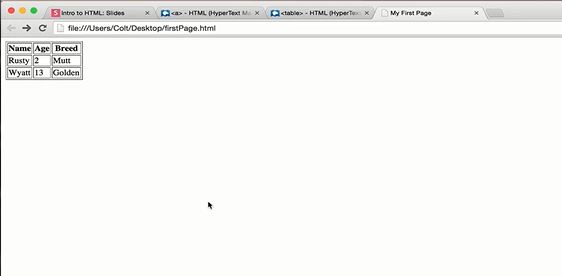 Intro to HTML: Slides
<a> - HTML (HyperText Ma
<table> - HTML (HyperTex
My First Page
file:///Users/Colt/Desktop/firstPage.html
Name Age Breed
Rusty 2 Mutt
Wyatt 13 Golden